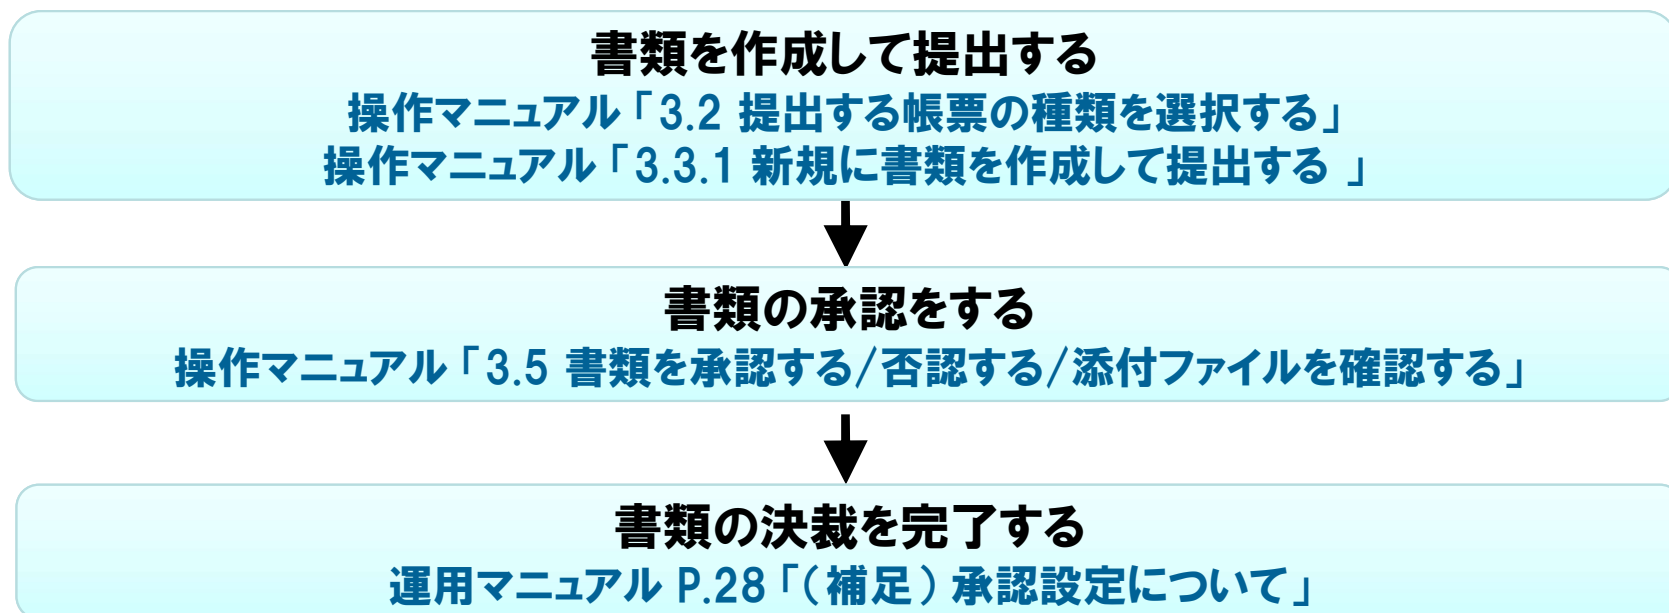 書類を作成して提出する
操作マニュアル「3.2 提出する帳票の種類を選択する」
操作マニュアル「3.3.1 新規に書類を作成して提出する 」
書類の承認をする
操作マニュアル「3.5 書類を承認する/否認する/添付ファイルを確認する」
書類の決裁を完了する
運用マニュアル P.28「(補足) 承認設定について」